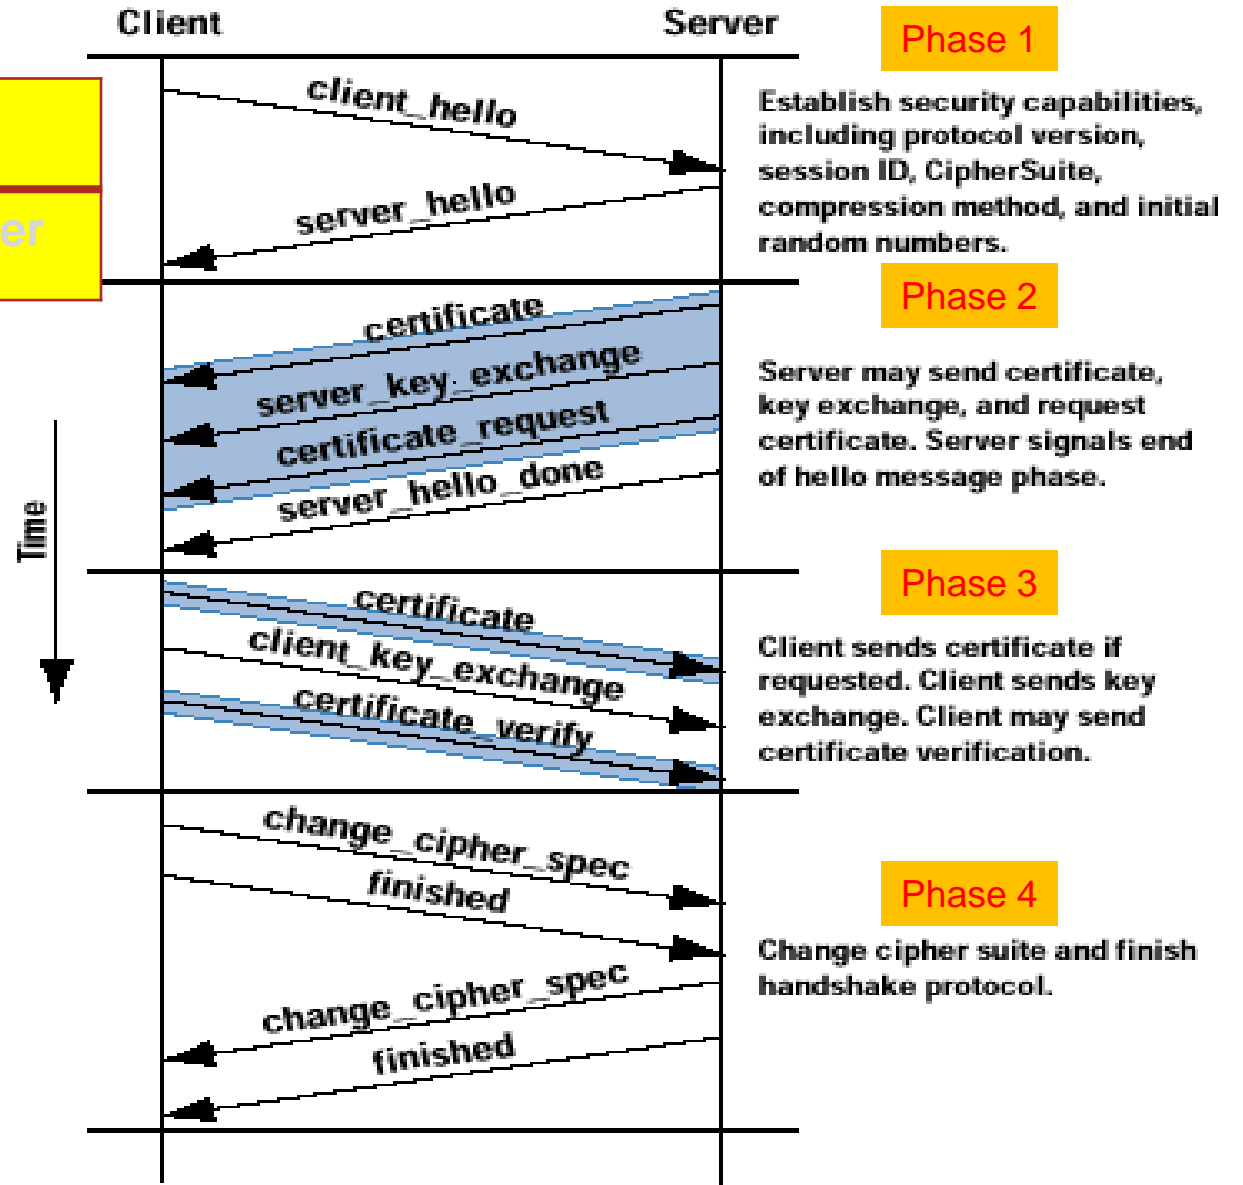 Client
Server
Phase 1
client_hello
Establish security capabilities,
including protocol version,
session ID, CipherSuite,
compression method, and initial
random numbers.
server_hello
er
Phase 2
certificate
server_key_exchange
certificate_request
server_hello_done
Server may send certificate,
key exchange, and request
certificate. Server signals end
of hello message phase.
Time
Phase 3
certificate
client_key_exchange
certificate_verify
Client sends certificate if
requested. Client sends key
exchange. Client may send
certificate verification.
change_cipher_spec
finished
change_cipher_spec
finished
Phase 4
Change cipher suite and finish
handshake protocol.